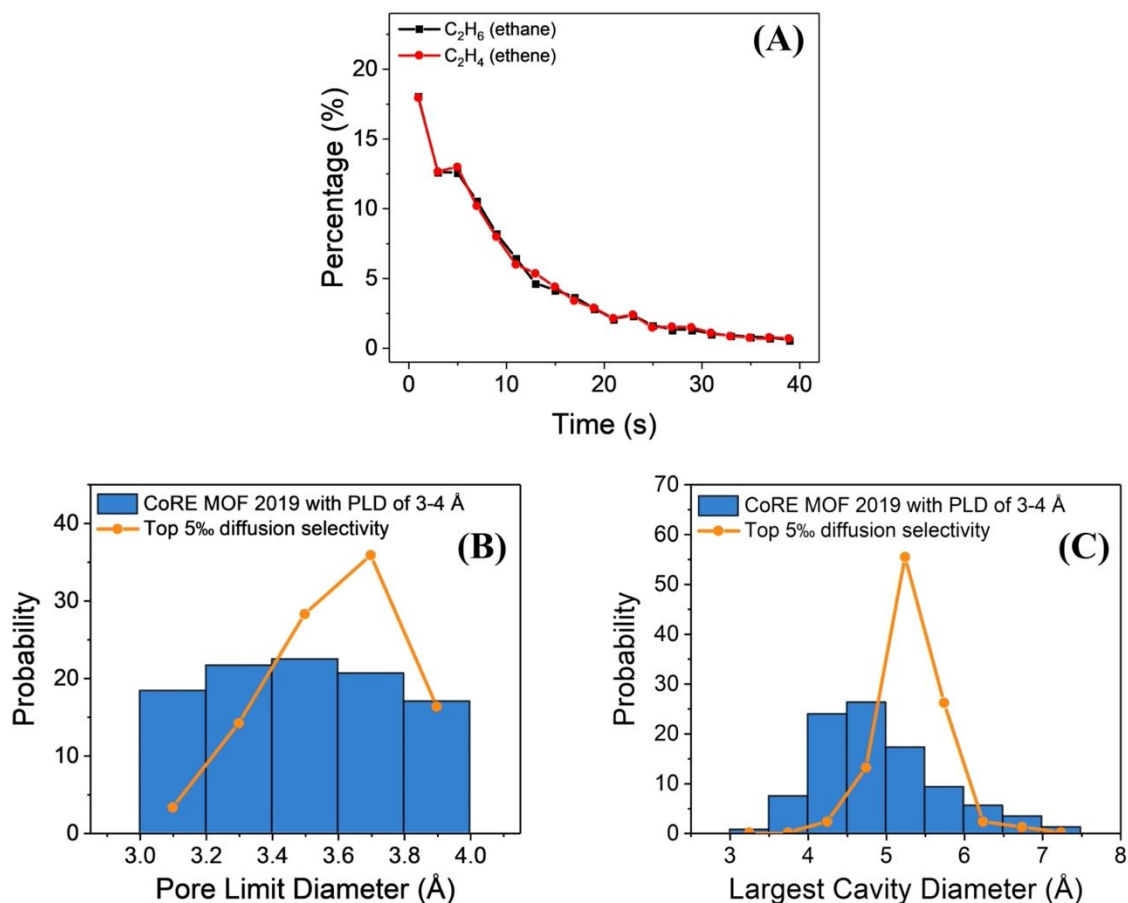 C₂H₆ (ethane)
C₂H₄ (ethene)
(A)
20
15
10
5
0
Percentage (%)
0 10 20 30 40
Time (s)
CoRE MOF 2019 with PLD of 3-4 Å
Top 5‰ diffusion selectivity
(B)
40
30
20
10
0
Probability
3.0 3.2 3.4 3.6 3.8 4.0
Pore Limit Diameter (Å)
CoRE MOF 2019 with PLD of 3-4 Å
Top 5‰ diffusion selectivity
(C)
70
60
50
40
30
20
10
0
Probability
3 4 5 6 7 8
Largest Cavity Diameter (Å)